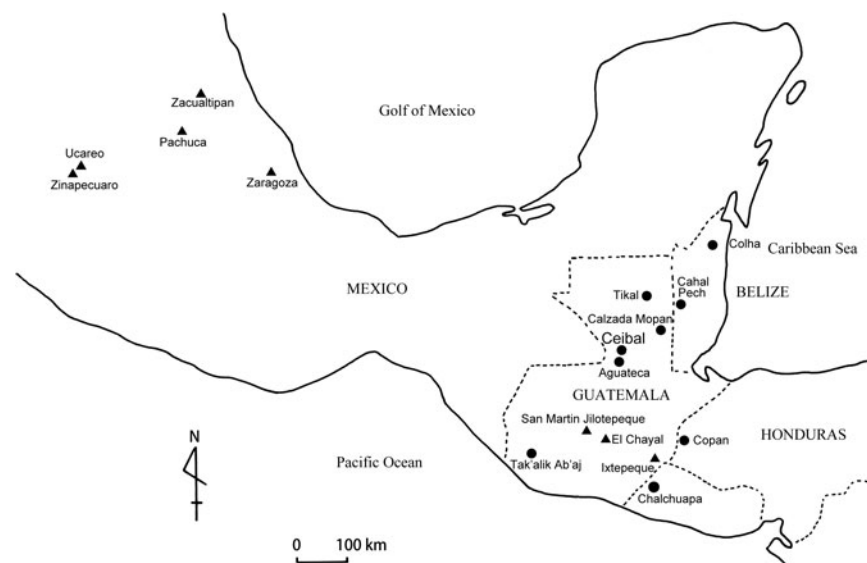 Zacualtipan
Golf of Mexico
Pachuca
Ucareo
Zinapecuaro
Zaragoza
Colha
Caribbean Sea
MEXICO
Tikal
Cahal
Pech
BELIZE
Calzada Mopan
Ceibal
Aguateca
GUATEMALA
San Martin Jilotepeque
El Chayal
Copan
HONDURAS
N
Pacific Ocean
Tak'alik Ab'aj
Ixtepeque
Chalchuapa
0 100 km